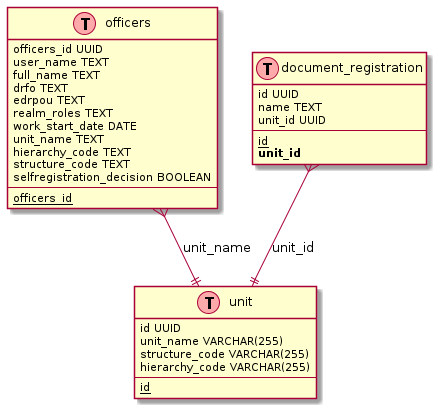 T officers
officers_id UUID
user_name TEXT
full_name TEXT
drfo TEXT
edrpou TEXT
realm_roles TEXT
work_start_date DATE
unit_name TEXT
hierarchy_code TEXT
structure_code TEXT
selfregistration_decision BOOLEAN
officers_id
T document_registration
id UUID
name TEXT
unit_id UUID
id
unit_id
unit_name
unit_id
T unit
id UUID
unit_name VARCHAR(255)
structure_code VARCHAR(255)
hierarchy_code VARCHAR(255)
id